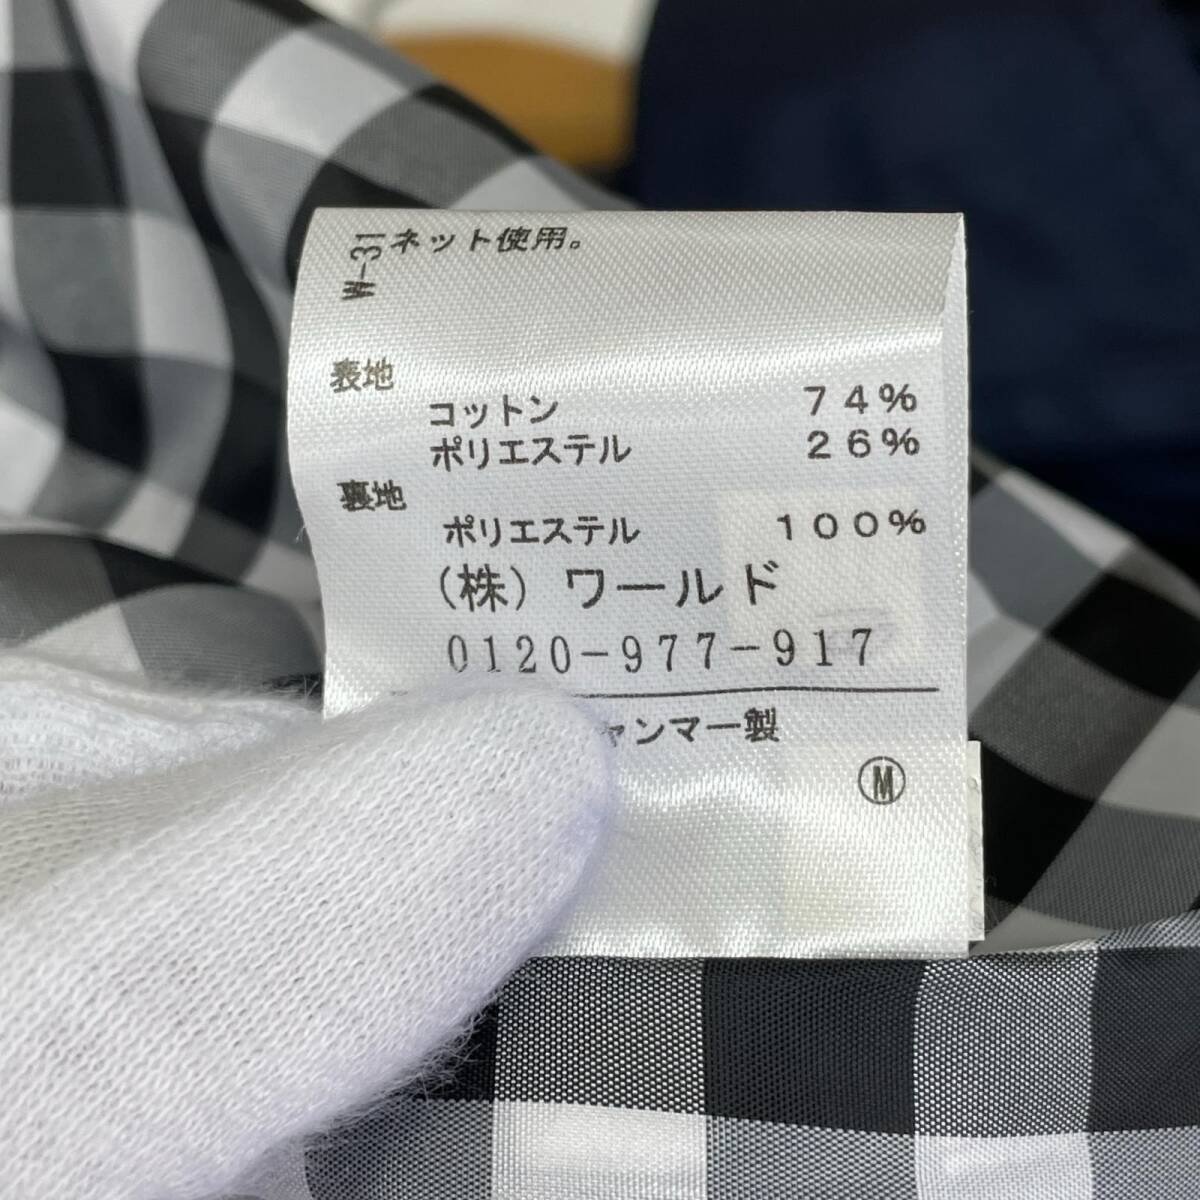 W-31 ネット使用。
表地
コットン 74%
ポリエステル 26%
裏地
ポリエステル 100%
(株) ワールド
0120-977-917
ャンマー製
M